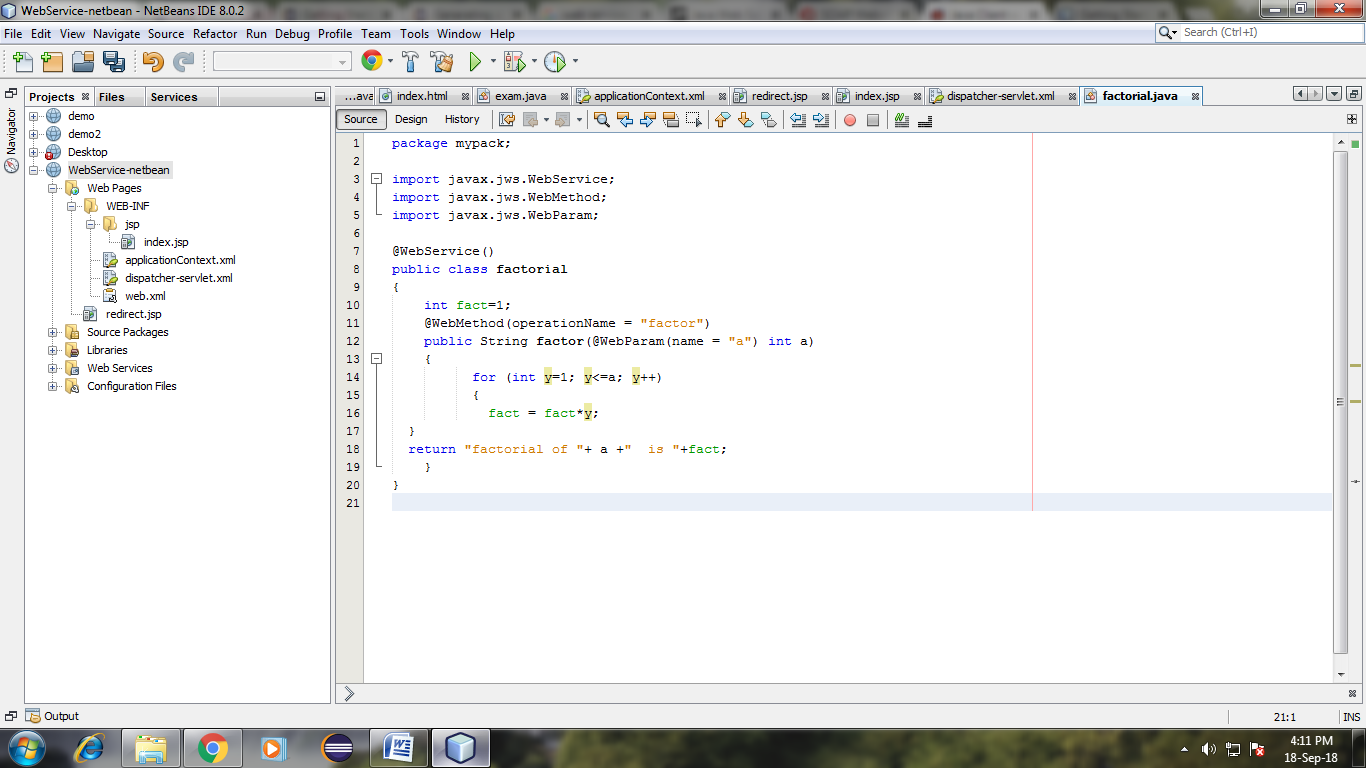 WebService-netbean - NetBeans IDE 8.0.2
File Edit View Navigate Source Refactor Run Debug Profile Team Tools Window Help
Search (Ctrl+I)
Projects Files Services
...ava index.html exam.java applicationContext.xml redirect.jsp index.jsp dispatcher-servlet.xml factorial.java
Source Design History
Navigator
demo
demo2
Desktop
WebService-netbean
Web Pages
WEB-INF
jsp
index.jsp
applicationContext.xml
dispatcher-servlet.xml
web.xml
redirect.jsp
Source Packages
Libraries
Web Services
Configuration Files
1 package mypack;
2
3 import javax.jws.WebService;
4 import javax.jws.WebMethod;
5 import javax.jws.WebParam;
6
7 @WebService()
8 public class factorial
9 {
10 int fact=1;
11 @WebMethod(operationName = "factor")
12 public String factor(@WebParam(name = "a") int a)
13 {
14 for (int y=1; y<=a; y++)
15 {
16 fact = fact*y;
17 }
18 return "factorial of "+ a +"  is "+fact;
19 }
20 }
21
Output
21:1 INS
4:11 PM
18-Sep-18